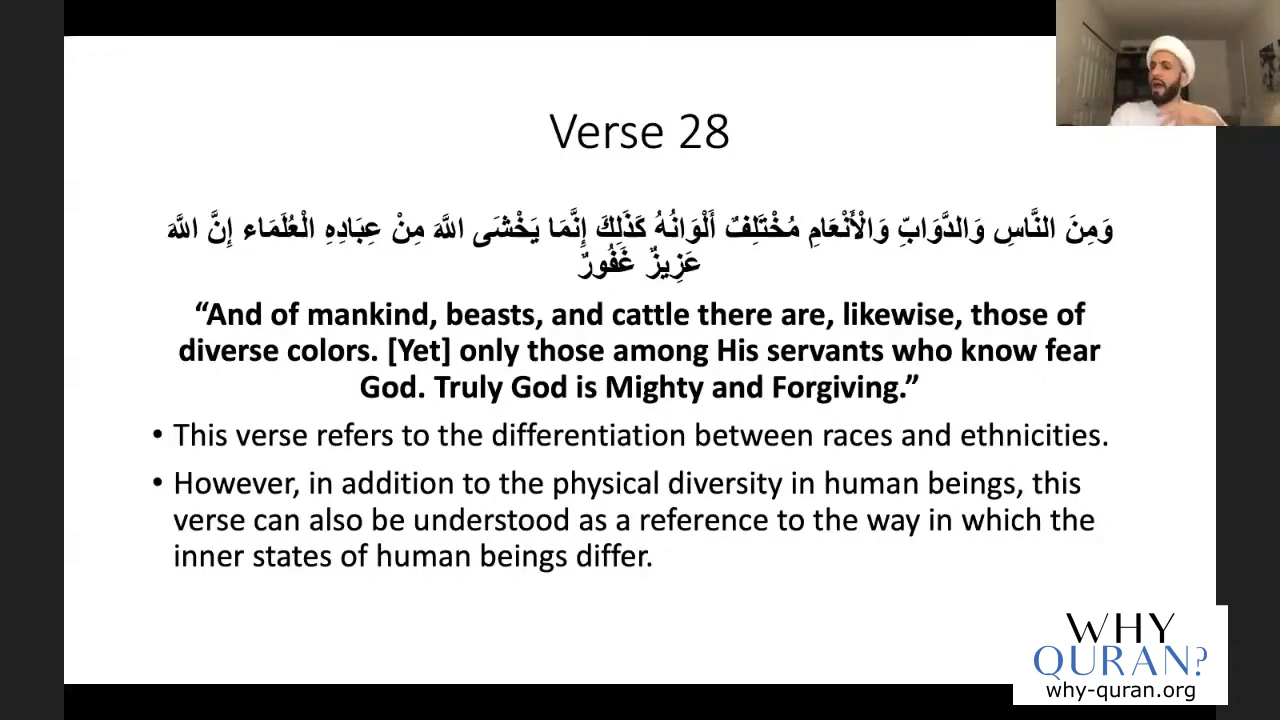 Verse 28
وَمِنَ النَّاسِ وَالدَّوَابِّ وَالْأَنْعَامِ مُخْتَلِفٌ أَلْوَانُهُ كَذَلِكَ إِنَّمَا يَخْشَى اللَّهَ مِنْ عِبَادِهِ الْعُلَمَاء إِنَّ اللَّهَ
عَزِيزٌ غَفُورٌ
“And of mankind, beasts, and cattle there are, likewise, those of
diverse colors. [Yet] only those among His servants who know fear
God. Truly God is Mighty and Forgiving.”
• This verse refers to the differentiation between races and ethnicities.
• However, in addition to the physical diversity in human beings, this
verse can also be understood as a reference to the way in which the
inner states of human beings differ.
WHY
QURAN?
why-quran.org